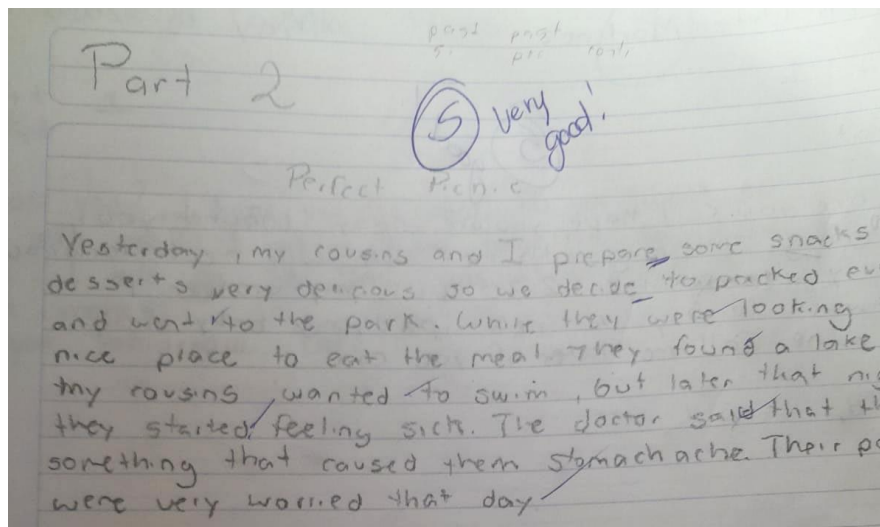 past past
Part 2
5 very good!
Perfect Picnic
Yesterday, my cousins and I prepare some snacks
desserts very delicious so we decide to packed
and went to the park. While they were looking
nice place to eat the meal they found a lake
my cousins wanted to swim, but later that
they started feeling sick. The doctor said that
something that caused them stomachache. Their
were very worried that day